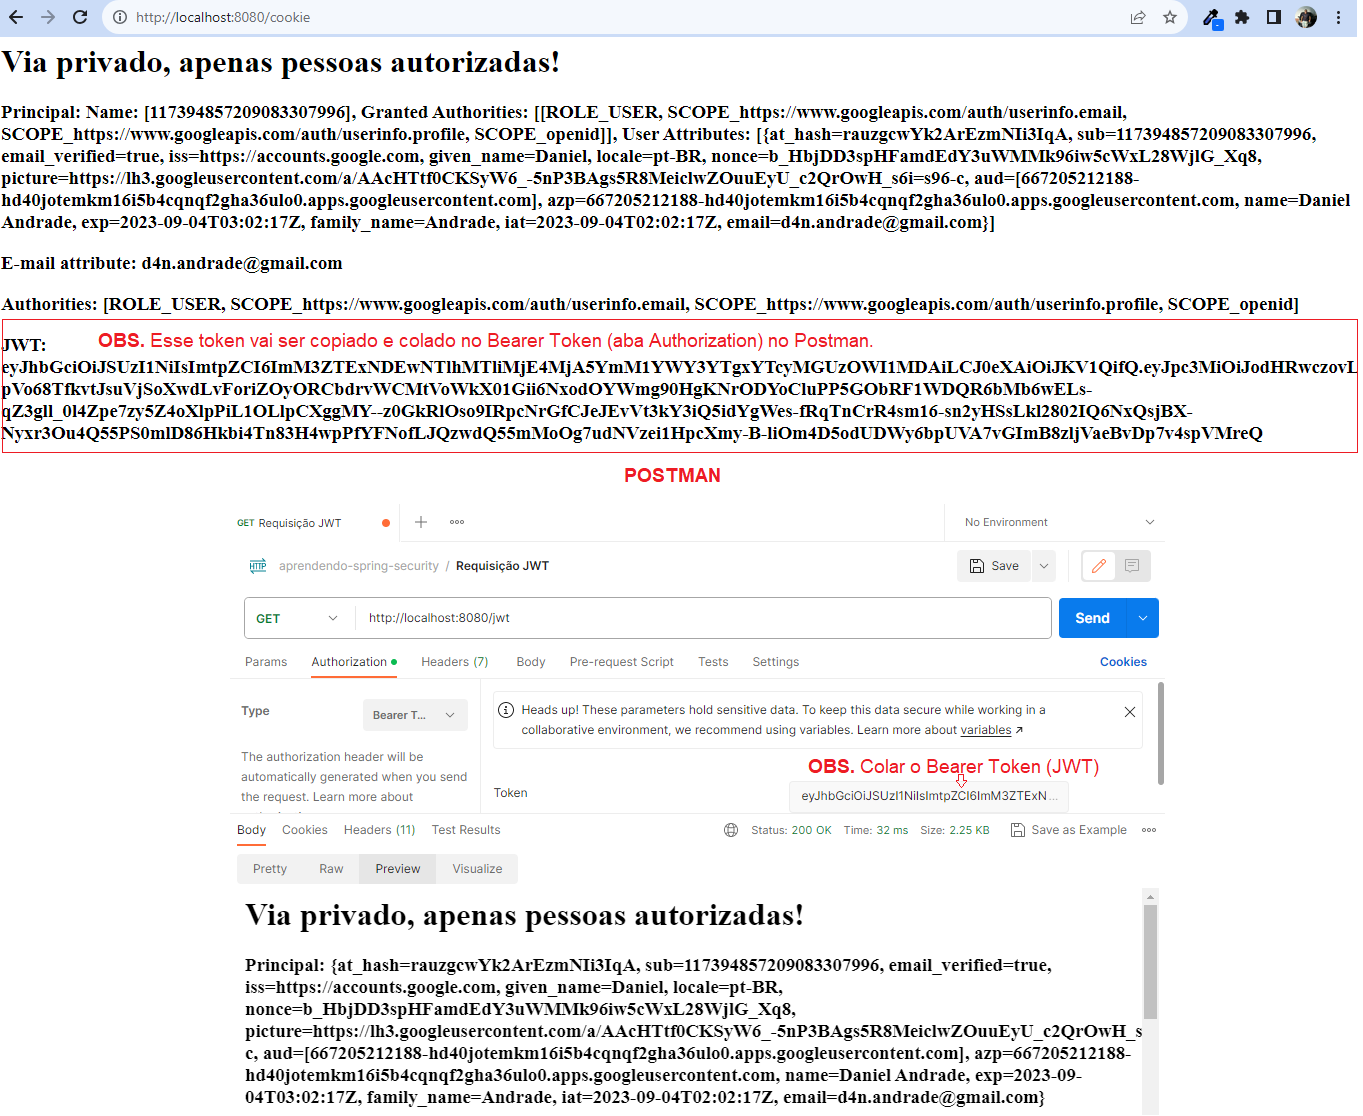 http://localhost:8080/cookie
Via privado, apenas pessoas autorizadas!
Principal: Name: [117394857209083307996], Granted Authorities: [[ROLE_USER, SCOPE_https://www.googleapis.com/auth/userinfo.email,
SCOPE_https://www.googleapis.com/auth/userinfo.profile, SCOPE_openid]], User Attributes: [{at_hash=rauzgcwYk2ArEzmNIi3IqA, sub=117394857209083307996,
email_verified=true, iss=https://accounts.google.com, given_name=Daniel, locale=pt-BR, nonce=b_HbjDD3spHFamdEdY3uWMMk96iw5cWxL28WjlG_Xq8,
picture=https://lh3.googleusercontent.com/a/AAcHTtf0CKSyW6_-5nP3BAgs5R8MeiclwZOuuEyU_c2QrOwH_s6i=s96-c, aud=[667205212188-
hd40jotemkm16i5b4cqnqf2gha36ulo0.apps.googleusercontent.com], azp=667205212188-hd40jotemkm16i5b4cqnqf2gha36ulo0.apps.googleusercontent.com, name=Daniel
Andrade, exp=2023-09-04T03:02:17Z, family_name=Andrade, iat=2023-09-04T02:02:17Z, email=d4n.andrade@gmail.com}]
E-mail attribute: d4n.andrade@gmail.com
Authorities: [ROLE_USER, SCOPE_https://www.googleapis.com/auth/userinfo.email, SCOPE_https://www.googleapis.com/auth/userinfo.profile, SCOPE_openid]
OBS. Esse token vai ser copiado e colado no Bearer Token (aba Authorization) no Postman.
JWT:
eyJhbGciOiJSUzI1NiIsImtpZCI6ImM3ZTExNDEwNTlhMTliMjE4MjA5YmM1YWY3YTgxYTcyMGUzOWI1MDAiLCJ0eXAiOiJKV1QifQ.eyJpc3MiOiJodHRwczovL
pVo68TfkvtJsuVjSoXwdLvForiZOyORCbdrvWCMtVoWkX01Gii6NxodOYWmg90HgKNrODYoCluPP5GObRF1WDQR6bMb6wELs-
qZ3gll_0l4Zpe7zy5Z4oXlpPiL1OLlpCXggMY--z0GkRlOso9IRpcNrGfCJeJEvVt3kY3iQ5idYgWes-fRqTnCrR4sm16-sn2yHSsLkl2802IQ6NxQsjBX-
Nyxr3Ou4Q55PS0mlD86Hkbi4Tn83H4wpPfYFNofLJQzwdQ55mMoOg7udNVzei1HpcXmy-B-liOm4D5odUDWy6bpUVA7vGImB8zljVaeBvDp7v4spVMreQ
POSTMAN
GET Requisição JWT
No Environment
HTTP aprendendo-spring-security / Requisição JWT
Save
GET http://localhost:8080/jwt
Send
Params Authorization Headers (7) Body Pre-request Script Tests Settings Cookies
Type Bearer T...
The authorization header will be
automatically generated when you send
the request. Learn more about
Heads up! These parameters hold sensitive data. To keep this data secure while working in a
collaborative environment, we recommend using variables. Learn more about variables
OBS. Colar o Bearer Token (JWT)
Token eyJhbGciOiJSUzI1NiIsImtpZCI6ImM3ZTExN ...
Body Cookies Headers (11) Test Results Status: 200 OK Time: 32 ms Size: 2.25 KB Save as Example
Pretty Raw Preview Visualize
Via privado, apenas pessoas autorizadas!
Principal: {at_hash=rauzgcwYk2ArEzmNIi3IqA, sub=117394857209083307996, email_verified=true,
iss=https://accounts.google.com, given_name=Daniel, locale=pt-BR,
nonce=b_HbjDD3spHFamdEdY3uWMMk96iw5cWxL28WjlG_Xq8,
picture=https://lh3.googleusercontent.com/a/AAcHTtf0CKSyW6_-5nP3BAgs5R8MeiclwZOuuEyU_c2QrOwH_s
c, aud=[667205212188-hd40jotemkm16i5b4cqnqf2gha36ulo0.apps.googleusercontent.com], azp=667205212188-
hd40jotemkm16i5b4cqnqf2gha36ulo0.apps.googleusercontent.com, name=Daniel Andrade, exp=2023-09-
04T03:02:17Z, family_name=Andrade, iat=2023-09-04T02:02:17Z, email=d4n.andrade@gmail.com}